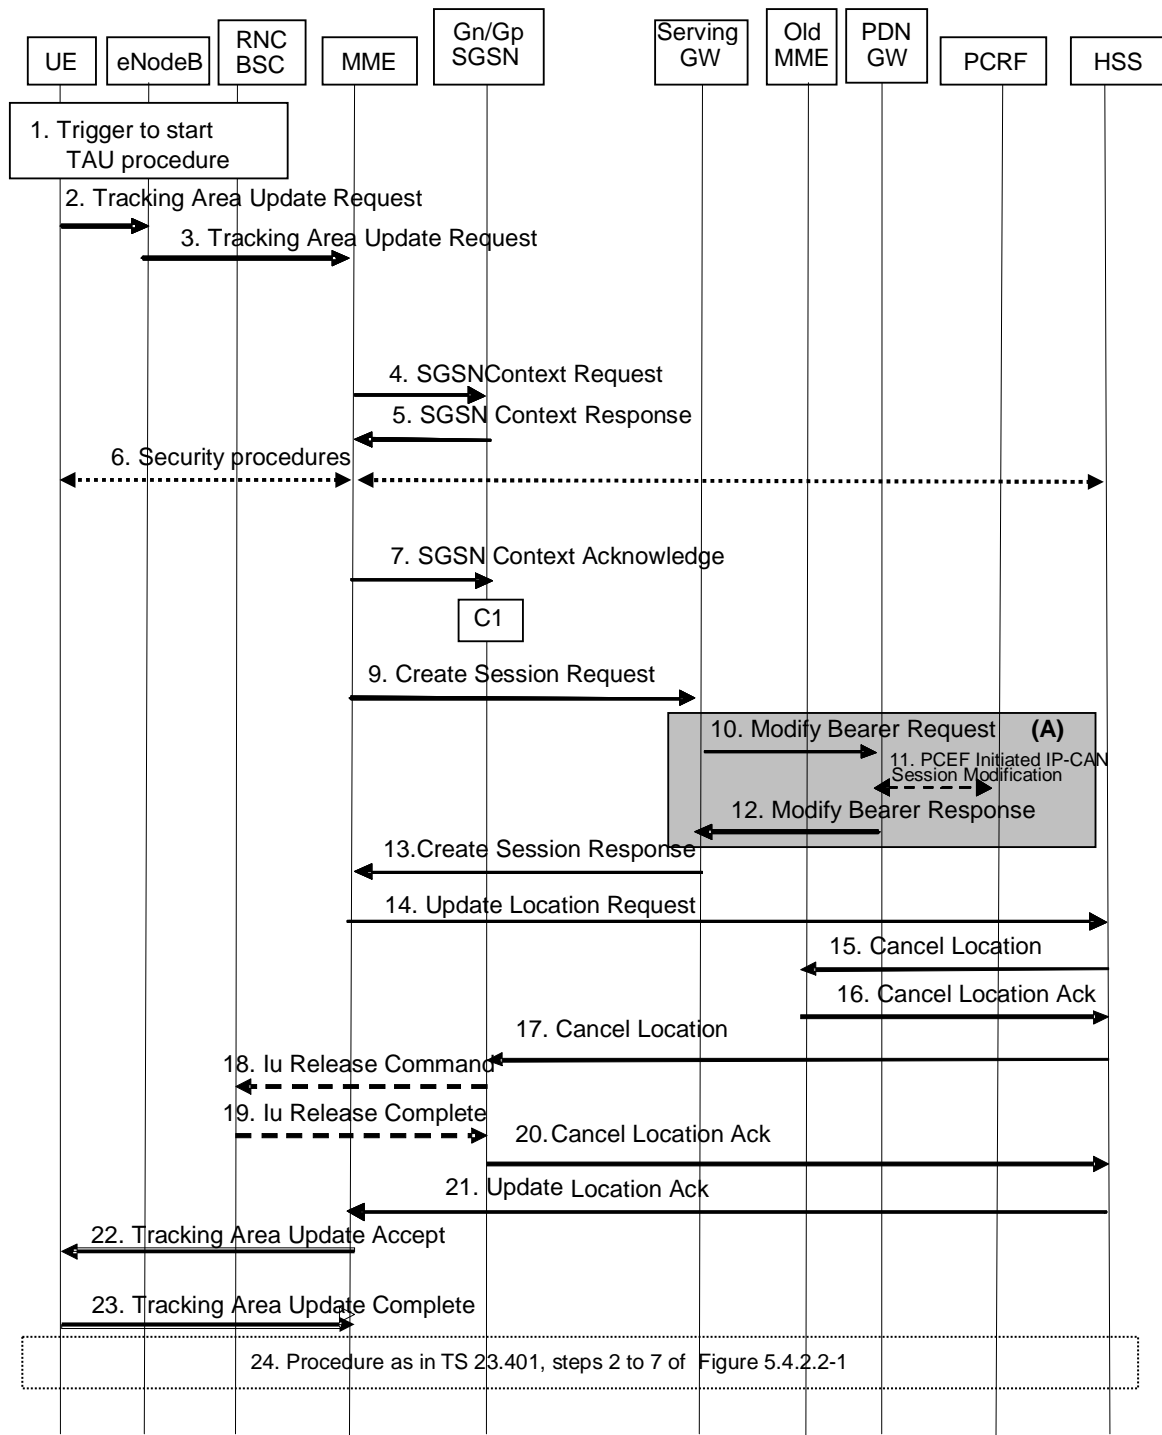 UE
eNodeB
RNC
BSC
MME
Gn/Gp
SGSN
Serving
GW
Old
MME
PDN
GW
PCRF
HSS
1. Trigger to start
TAU procedure
2. Tracking Area Update Request
3. Tracking Area Update Request
4. SGSNContext Request
5. SGSN Context Response
6. Security procedures
7. SGSN Context Acknowledge
C1
9. Create Session Request
10. Modify Bearer Request (A)
11. PCEF Initiated IP-CAN
Session Modification
12. Modify Bearer Response
13.Create Session Response
14. Update Location Request
15. Cancel Location
16. Cancel Location Ack
17. Cancel Location
18. Iu Release Command
19. Iu Release Complete
20. Cancel Location Ack
21. Update Location Ack
22. Tracking Area Update Accept
23. Tracking Area Update Complete
24. Procedure as in TS 23.401, steps 2 to 7 of Figure 5.4.2.2-1